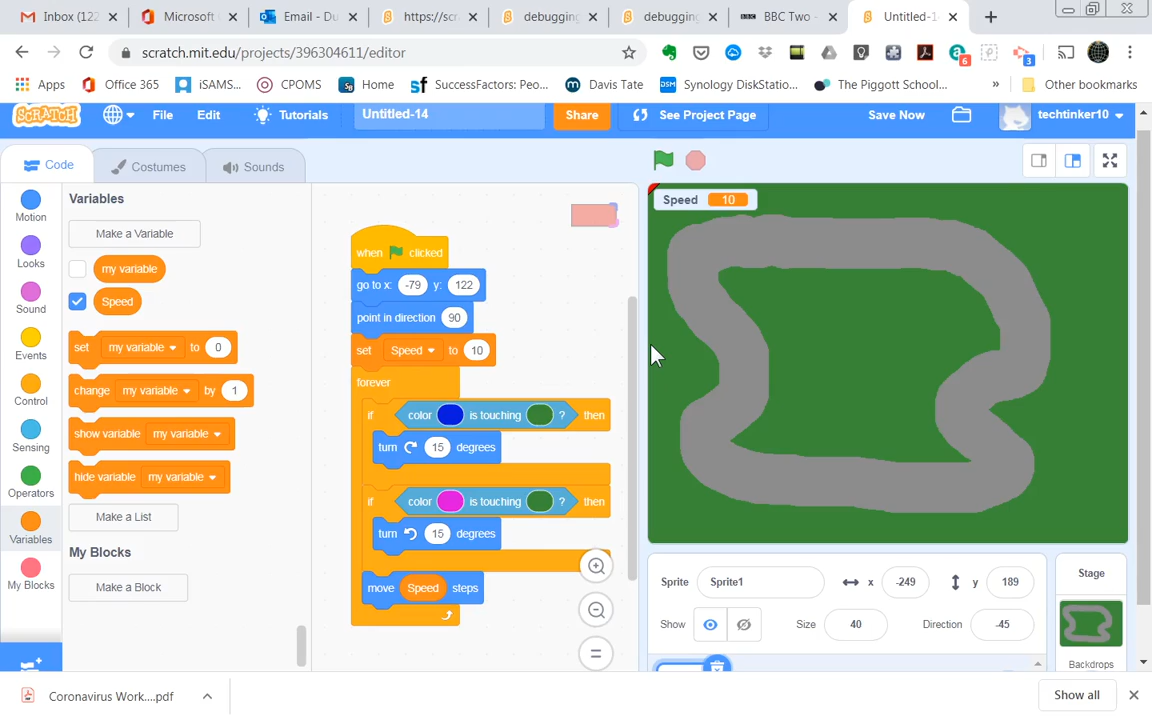 Inbox (122
Microsoft
Email - Du
https://scr
debugging
debugging
BBC
BBC Two -
Untitled-1
scratch.mit.edu/projects/396304611/editor
6
3
Apps
Office 365
iSAMS...
CPOMS
Home
sf
SuccessFactors: Peo...
m
Davis Tate
DSM
Synology DiskStatio...
The Piggott School...
»
Other bookmarks
SCRATCH
File
Edit
Tutorials
Untitled-14
Share
See Project Page
Save Now
techtinker10
Code
Costumes
Sounds
Motion
Looks
Sound
Events
Control
Sensing
Operators
Variables
My Blocks
Variables
Make a Variable
my variable
Speed
set my variable to 0
change my variable by 1
show variable my variable
hide variable my variable
Make a List
My Blocks
Make a Block
when clicked
go to x: -79 y: 122
point in direction 90
set Speed to 10
forever
if color is touching ? then
turn 15 degrees
if color is touching ? then
turn 15 degrees
move Speed steps
Speed 10
Sprite Sprite1 x -249 y 189
Show Size 40 Direction -45
Stage
Backdrops
Coronavirus Work....pdf
Show all